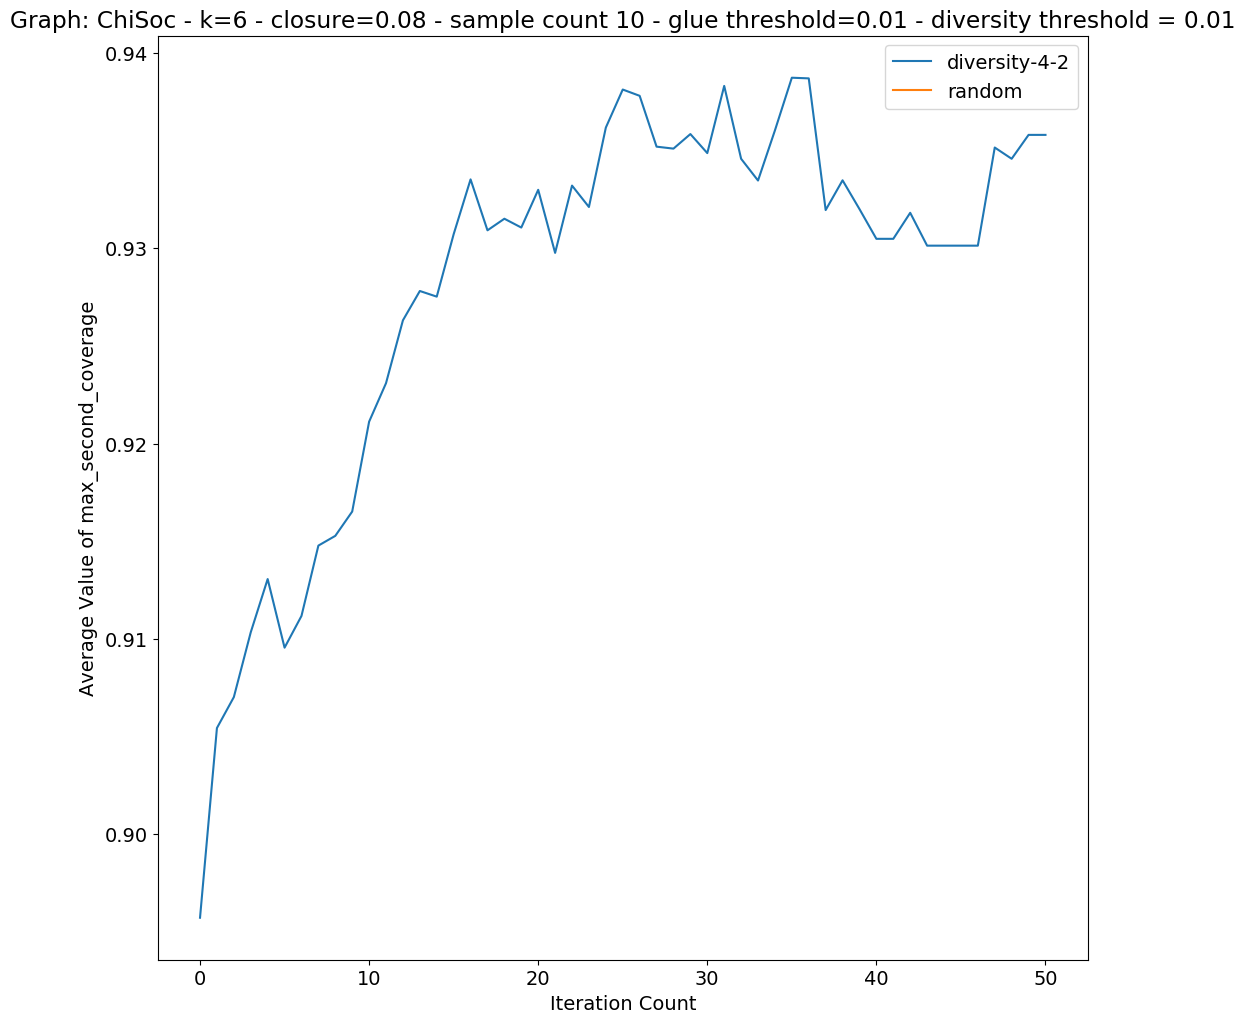 Graph: ChiSoc - k=6 - closure=0.08 - sample count 10 - glue threshold=0.01 - diversity threshold = 0.01
diversity-4-2
random
0.94
0.93
0.92
0.91
0.90
Average Value of max_second_coverage
0 10 20 30 40 50
Iteration Count